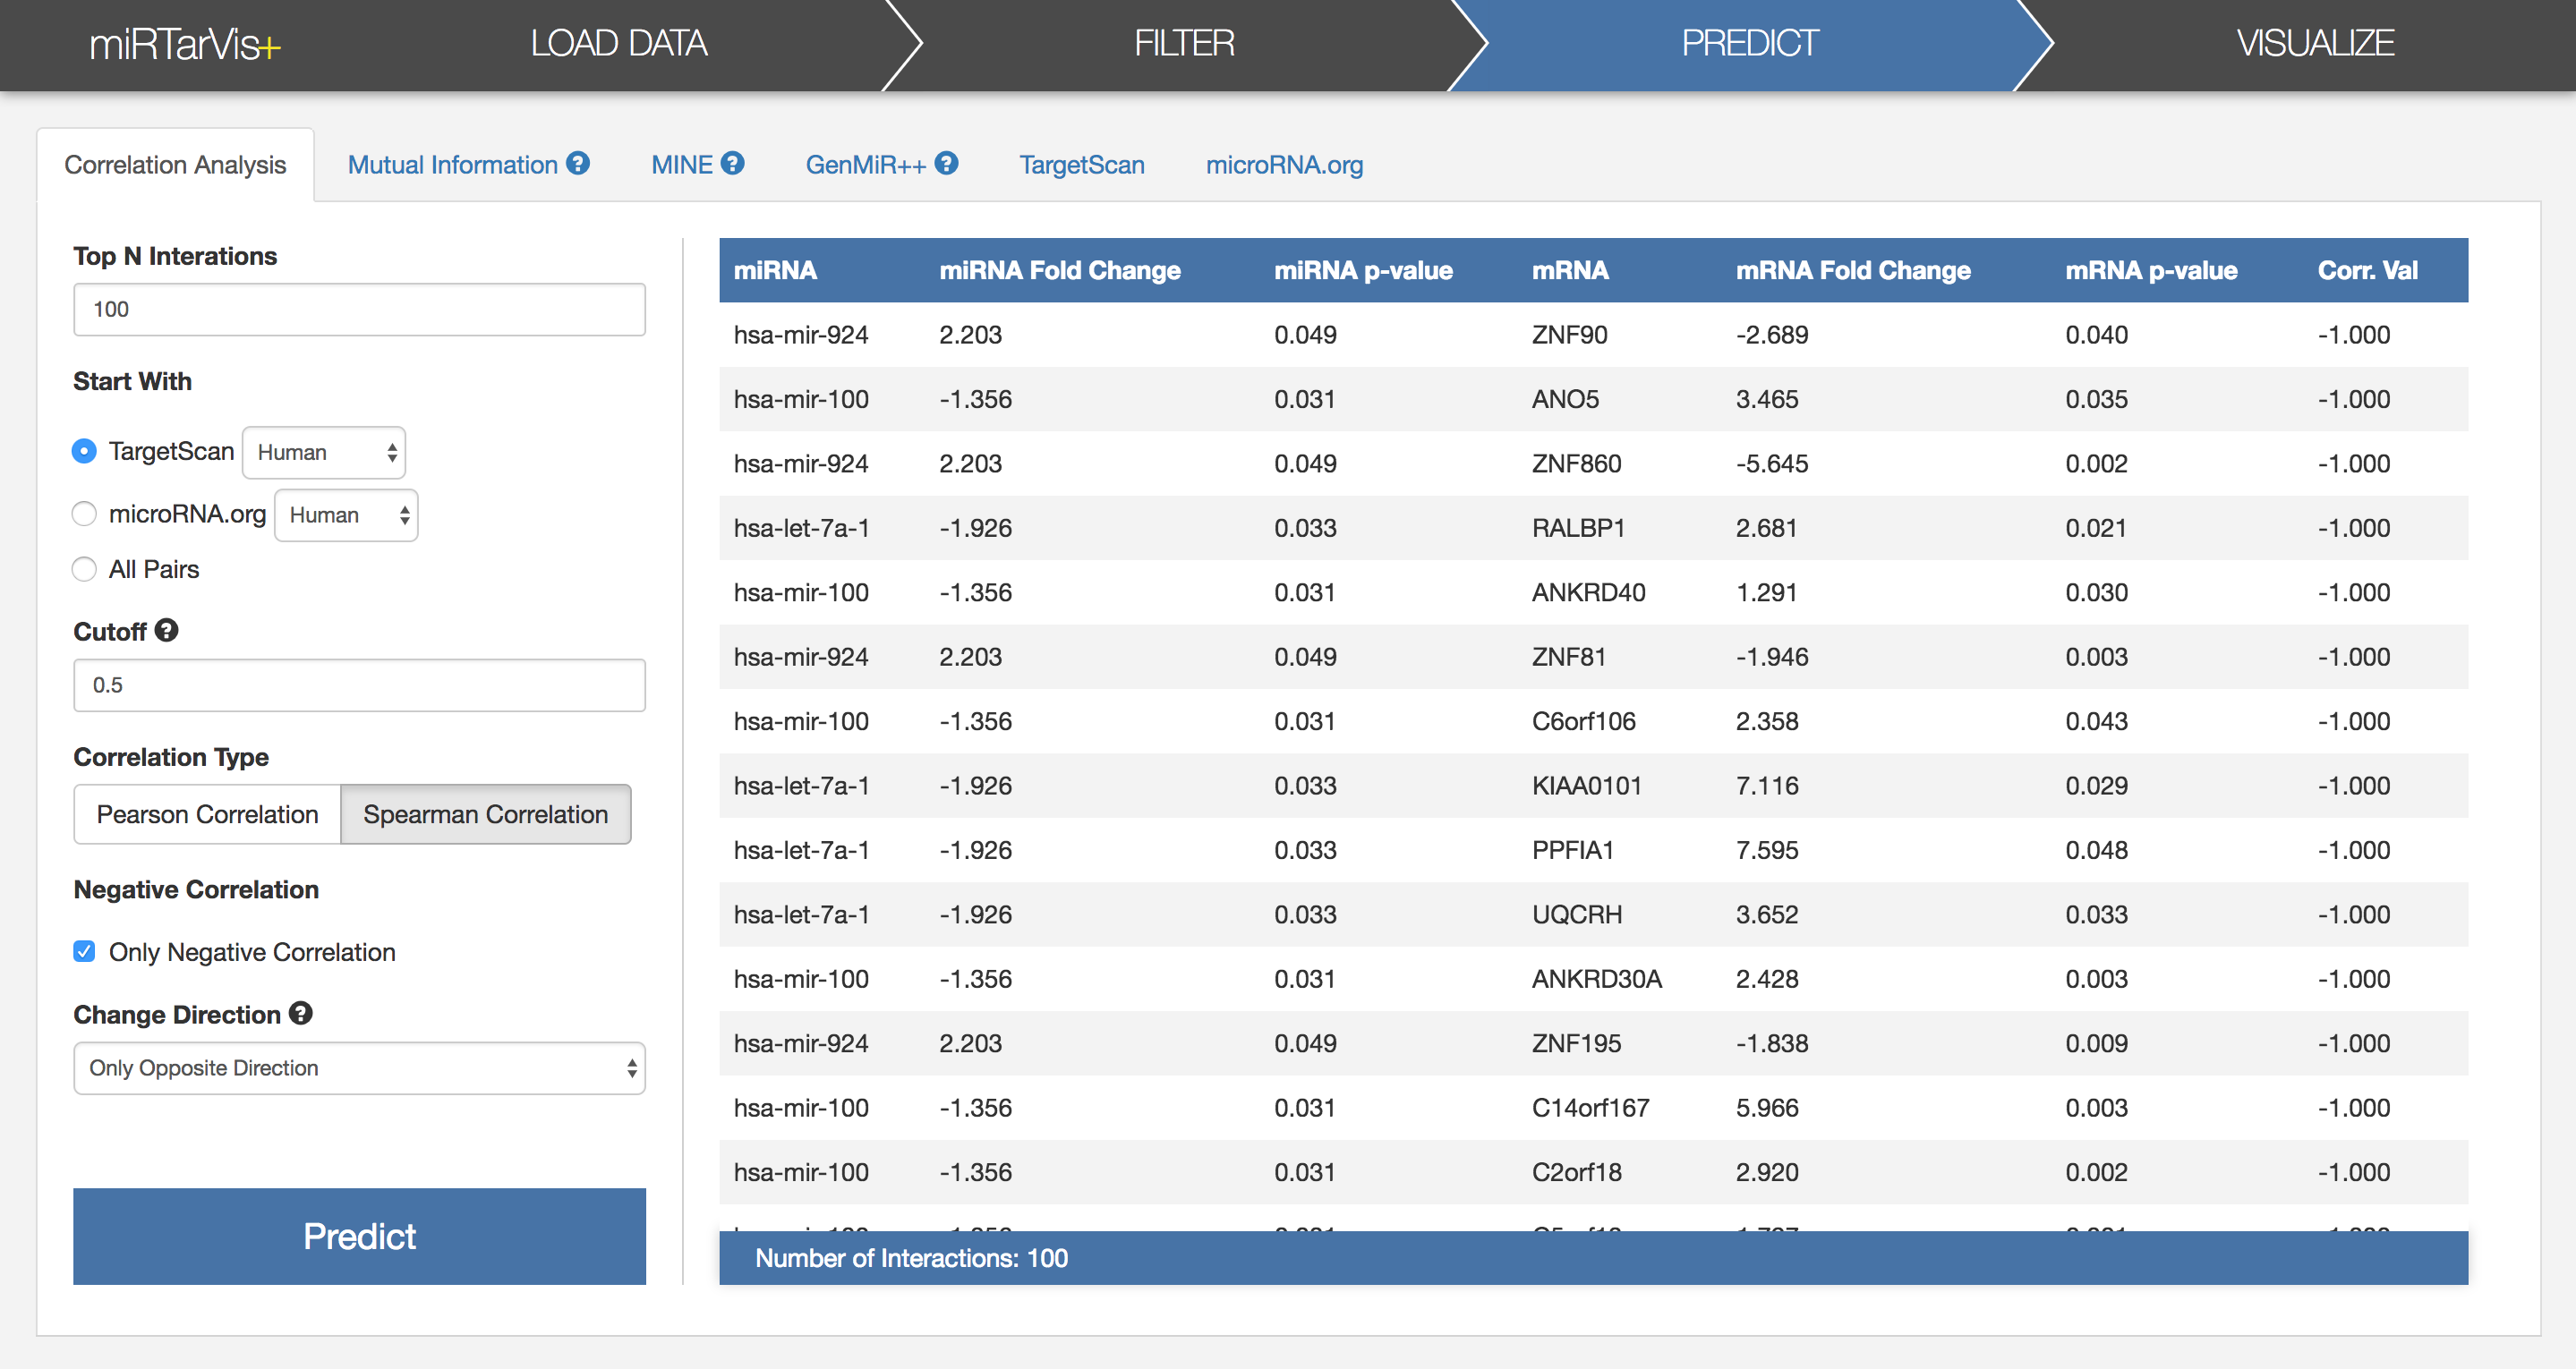 miRTarVis+ LOAD DATA FILTER PREDICT VISUALIZE
Correlation Analysis Mutual Information ? MINE ? GenMiR++ ? TargetScan microRNA.org
Top N Interations
100
Start With
TargetScan Human
microRNA.org Human
All Pairs
Cutoff ?
0.5
Correlation Type
Pearson Correlation Spearman Correlation
Negative Correlation
Only Negative Correlation
Change Direction ?
Only Opposite Direction
Predict
miRNA miRNA Fold Change miRNA p-value mRNA mRNA Fold Change mRNA p-value Corr. Val
hsa-mir-924 2.203 0.049 ZNF90 -2.689 0.040 -1.000
hsa-mir-100 -1.356 0.031 ANO5 3.465 0.035 -1.000
hsa-mir-924 2.203 0.049 ZNF860 -5.645 0.002 -1.000
hsa-let-7a-1 -1.926 0.033 RALBP1 2.681 0.021 -1.000
hsa-mir-100 -1.356 0.031 ANKRD40 1.291 0.030 -1.000
hsa-mir-924 2.203 0.049 ZNF81 -1.946 0.003 -1.000
hsa-mir-100 -1.356 0.031 C6orf106 2.358 0.043 -1.000
hsa-let-7a-1 -1.926 0.033 KIAA0101 7.116 0.029 -1.000
hsa-let-7a-1 -1.926 0.033 PPFIA1 7.595 0.048 -1.000
hsa-let-7a-1 -1.926 0.033 UQCRH 3.652 0.033 -1.000
hsa-mir-100 -1.356 0.031 ANKRD30A 2.428 0.003 -1.000
hsa-mir-924 2.203 0.049 ZNF195 -1.838 0.009 -1.000
hsa-mir-100 -1.356 0.031 C14orf167 5.966 0.003 -1.000
hsa-mir-100 -1.356 0.031 C2orf18 2.920 0.002 -1.000
Number of Interactions: 100